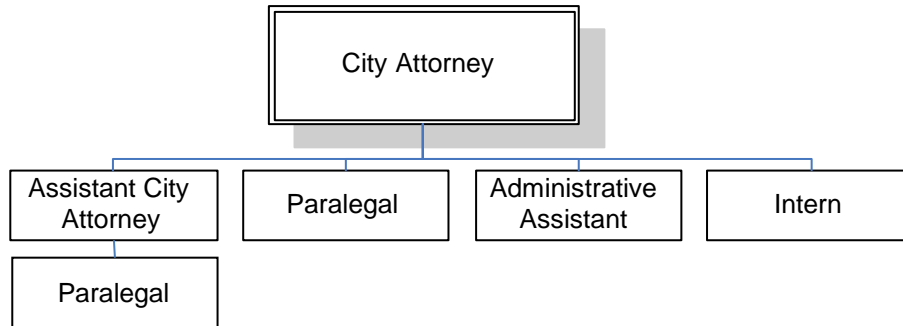 City Attorney
Assistant City
Attorney
Paralegal
Administrative
Assistant
Intern
Paralegal